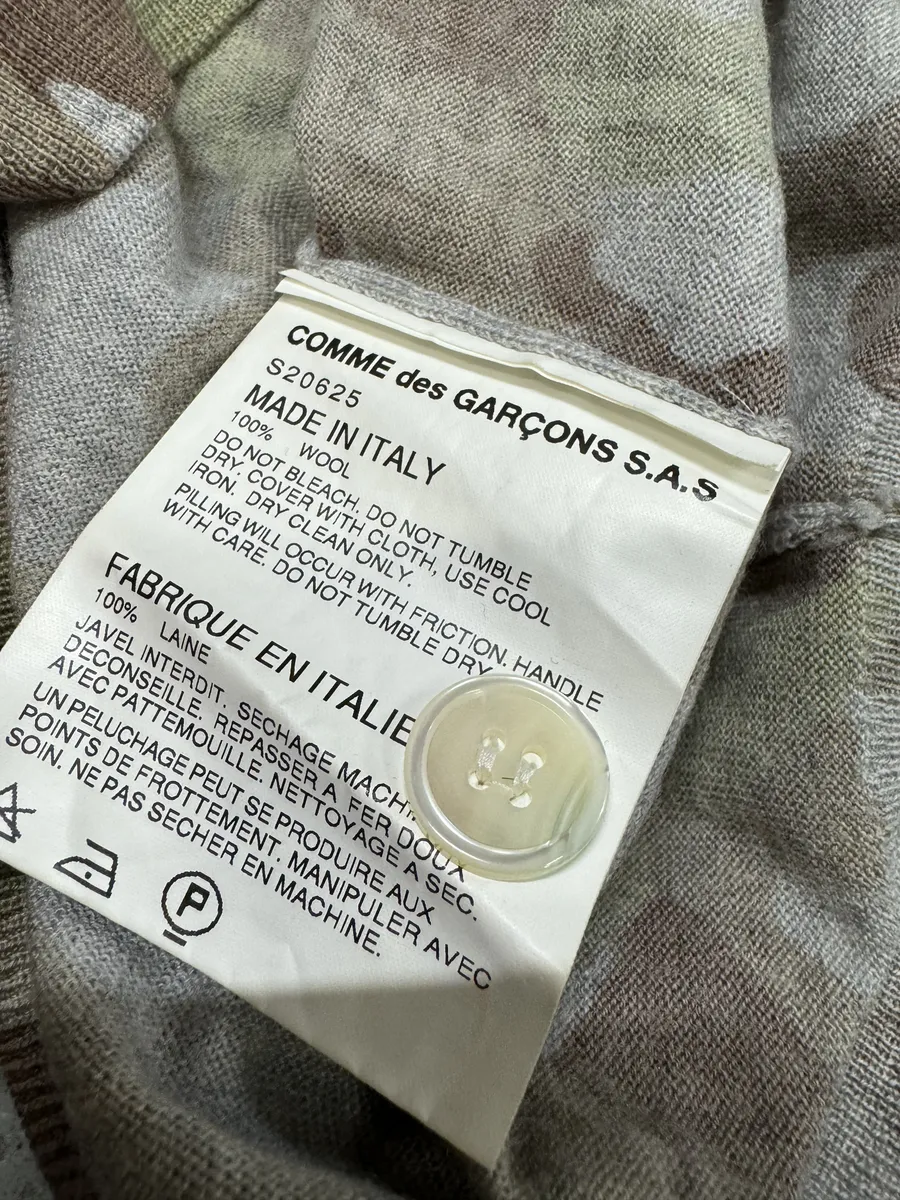 COMME des GARÇONS S.A.S
S20625
MADE IN ITALY
100% WOOL
DO NOT BLEACH. DO NOT TUMBLE
DRY. COVER WITH CLOTH, USE COOL
IRON. DRY CLEAN ONLY.
PILLING WILL OCCUR WITH FRICTION. HANDLE
WITH CARE. DO NOT TUMBLE DRY
FABRIQUE EN ITALIE
100% LAINE
JAVEL INTERDIT. SECHAGE
DECONSEILLE. REPASSER A FER DOUX
AVEC PATTEMOUILLE. NETTOYAGE A SEC.
UN PELUCHAGE PEUT SE PRODUIRE AUX
POINTS DE FROTTEMENT. MANIPULER AVEC
SOIN. NE PAS SECHER EN MACHINE.
P